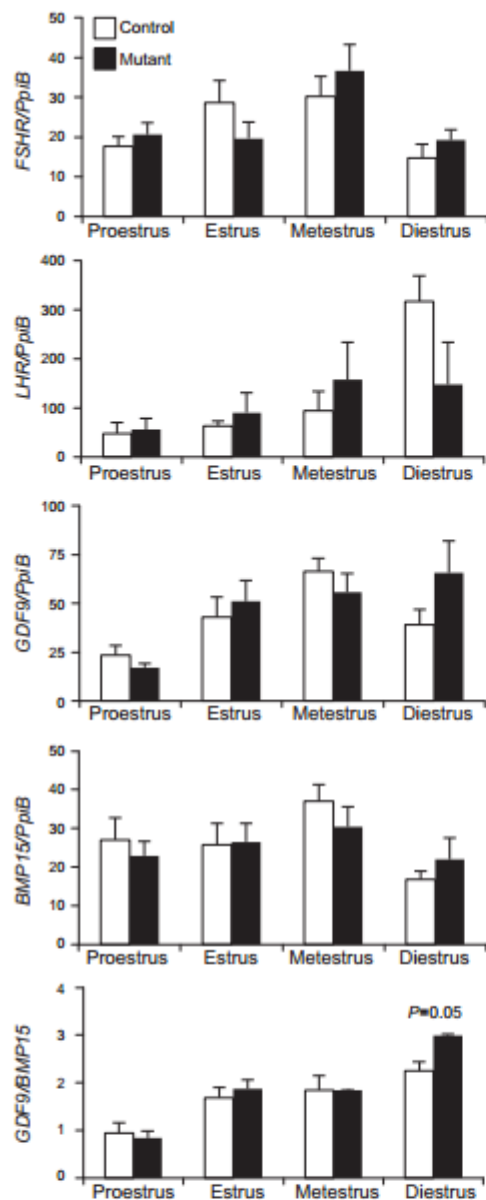 50
Control
40
Mutant
30
20
10
0
FSHR/PpiB
Proestrus Estrus Metestrus Diestrus
400
300
200
100
0
LHR/PpiB
Proestrus Estrus Metestrus Diestrus
100
75
50
25
0
GDF9/PpiB
Proestrus Estrus Metestrus Diestrus
50
40
30
20
10
0
BMP15/PpiB
Proestrus Estrus Metestrus Diestrus
4
P=0.05
3
2
1
0
GDF9/BMP15
Proestrus Estrus Metestrus Diestrus